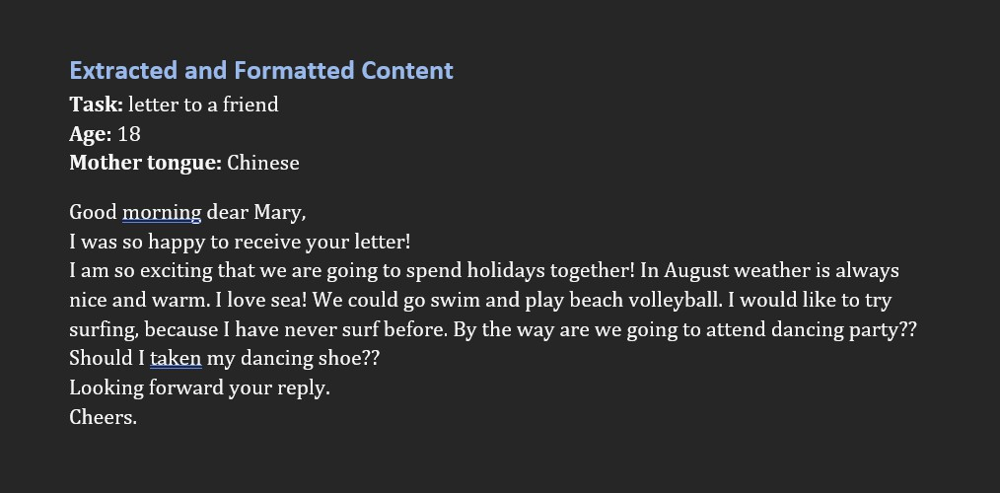 Extracted and Formatted Content
Task: letter to a friend
Age: 18
Mother tongue: Chinese
Good morning dear Mary,
I was so happy to receive your letter!
I am so exciting that we are going to spend holidays together! In August weather is always
nice and warm. I love sea! We could go swim and play beach volleyball. I would like to try
surfing, because I have never surf before. By the way are we going to attend dancing party??
Should I taken my dancing shoe??
Looking forward your reply.
Cheers.